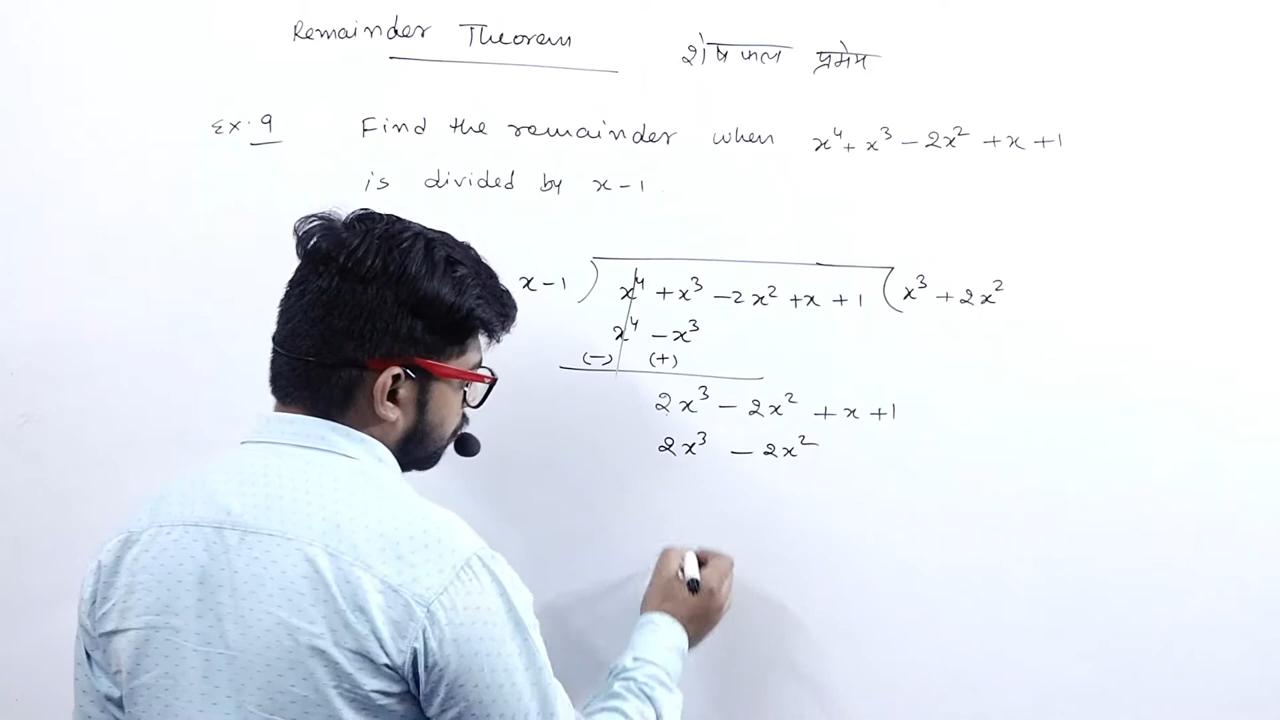 Remainder Theorem शेषफल प्रमेय
Ex. 9 Find the remainder when x⁴ + x³ - 2x² + x + 1
is divided by x - 1.
x - 1 ) x⁴ + x³ - 2x² + x + 1 ( x³ + 2x²
x⁴ - x³
(-) (+)
2x³ - 2x² + x + 1
2x³ - 2x²